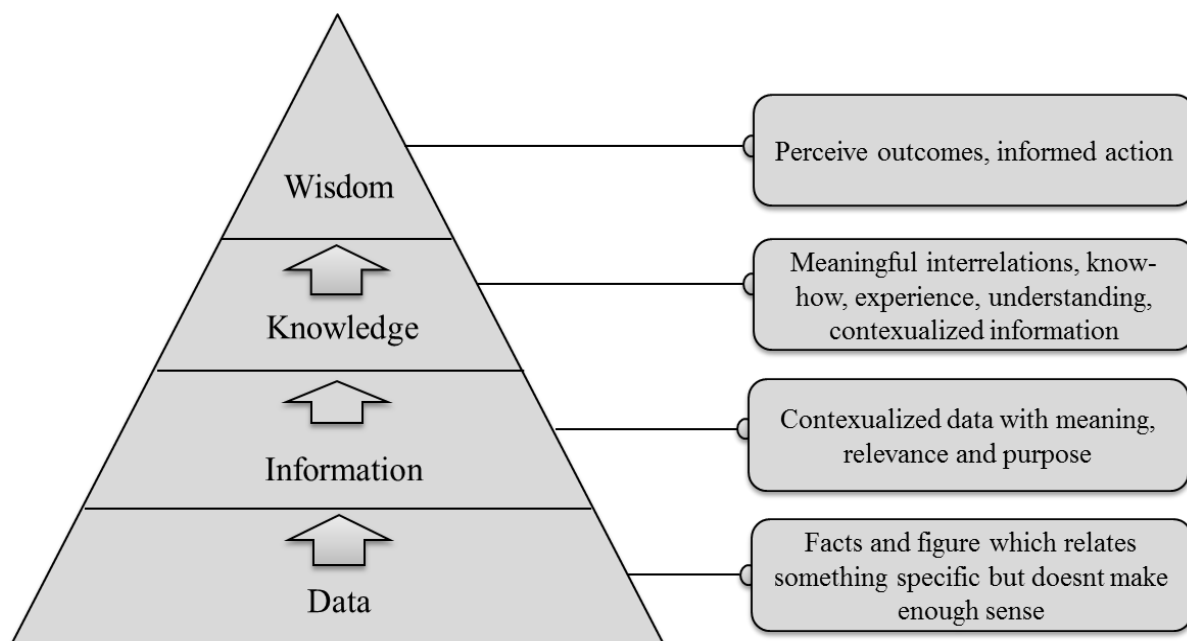 Wisdom
Perceive outcomes, informed action
Knowledge
Meaningful interrelations, know-
how, experience, understanding,
contexualized information
Information
Contexualized data with meaning,
relevance and purpose
Data
Facts and figure which relates
something specific but doesnt make
enough sense